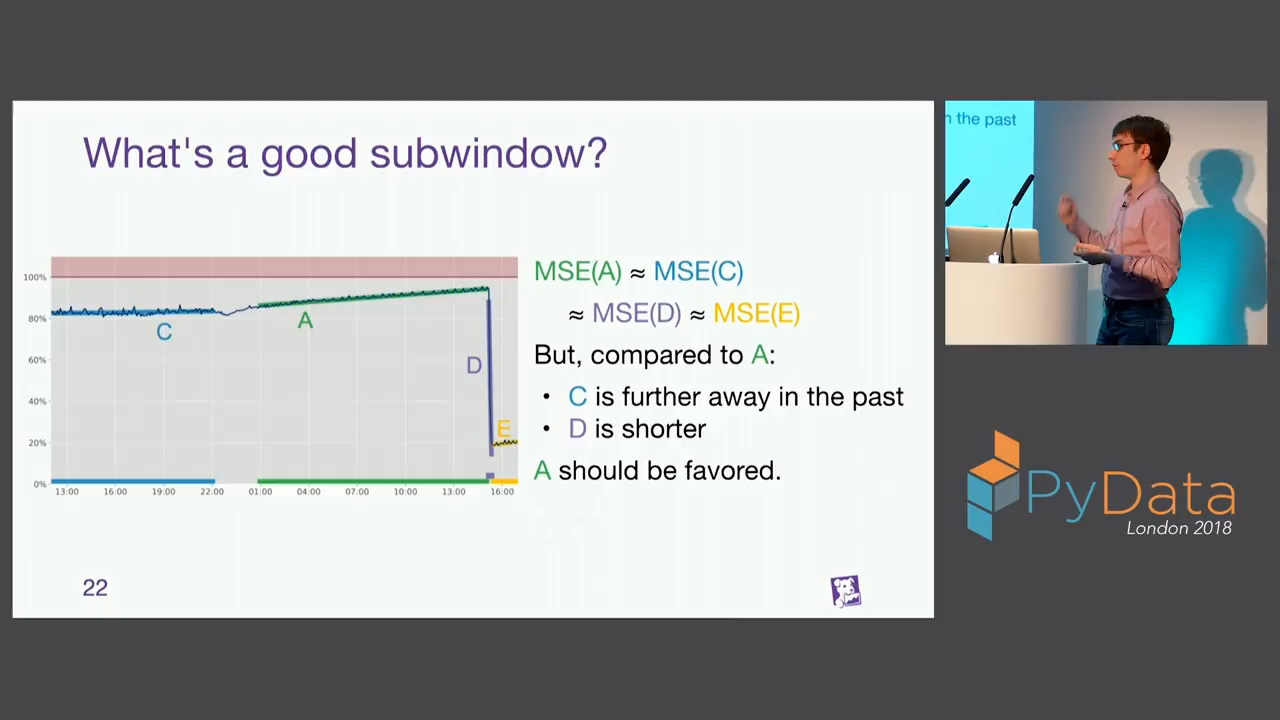 What's a good subwindow?
100%
80%
60%
40%
20%
0%
C
A
D
E
13:00 16:00 19:00 22:00 01:00 04:00 07:00 10:00 13:00 16:00
MSE(A) ≈ MSE(C)
≈ MSE(D) ≈ MSE(E)
But, compared to A:
• C is further away in the past
• D is shorter
A should be favored.
22
in the past
PyData
London 2018